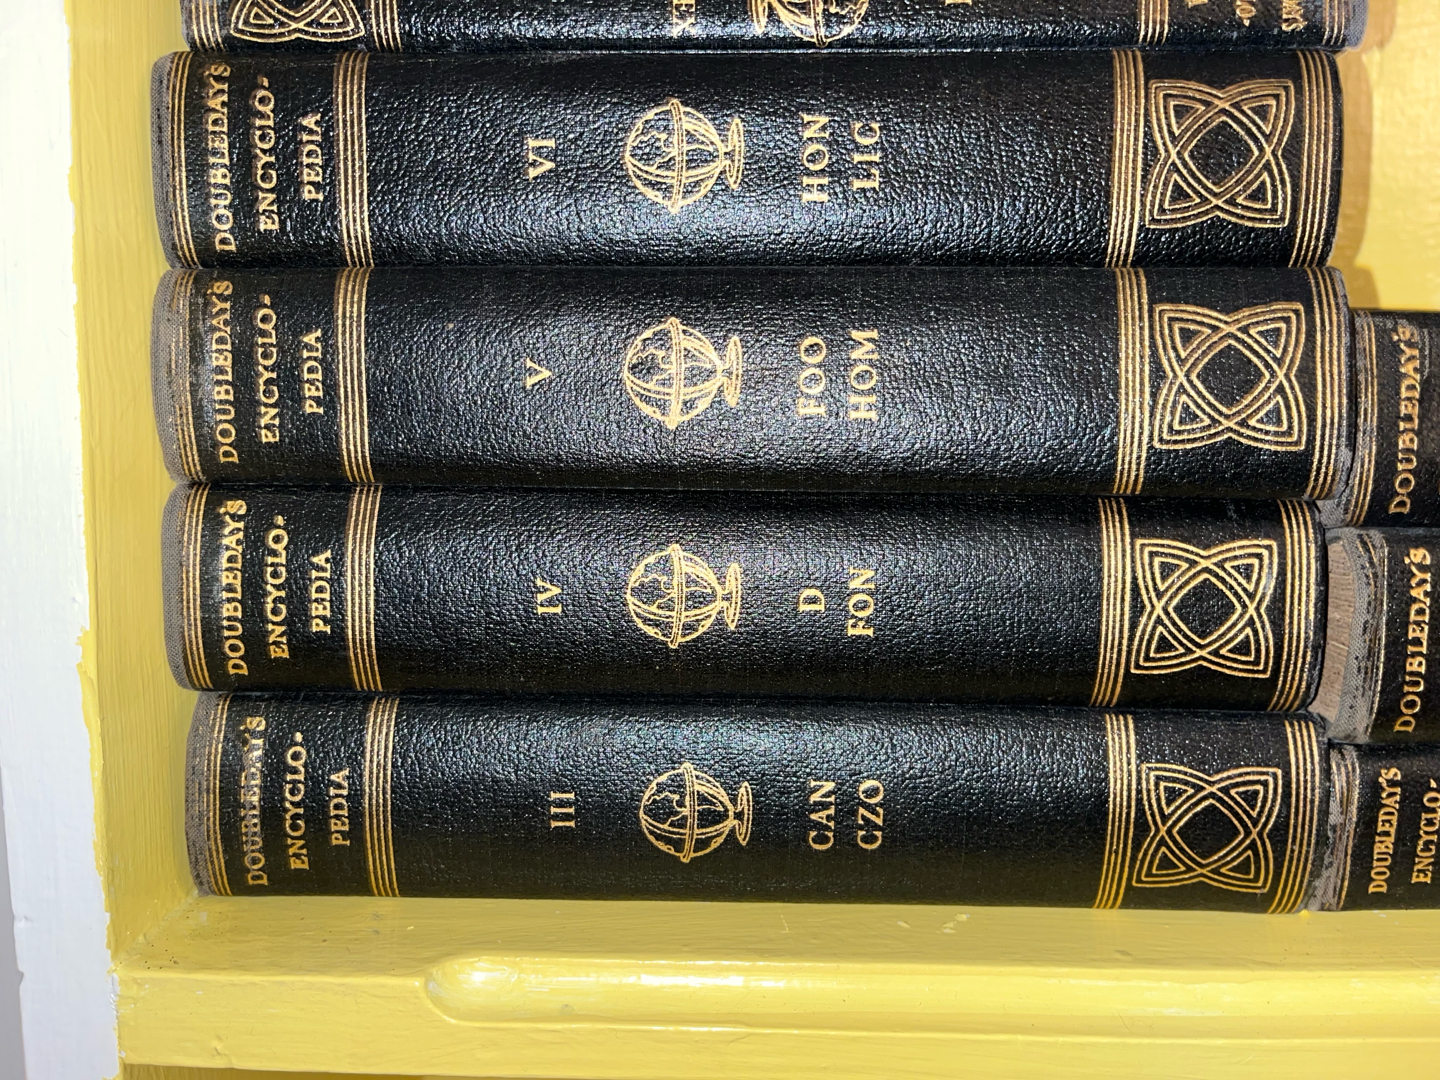 DOUBLEDAY'S
ENCYCLO-
PEDIA
VI
HON
LIC
DOUBLEDAY'S
ENCYCLO-
PEDIA
V
FOO
HOM
DOUBLEDAY'S
ENCYCLO-
PEDIA
IV
D
FON
DOUBLEDAY'S
ENCYCLO-
PEDIA
III
CAN
CZO
DOUBLEDAY'S
DOUBLEDAY'S
DOUBLEDAY'S
ENCYCLO-